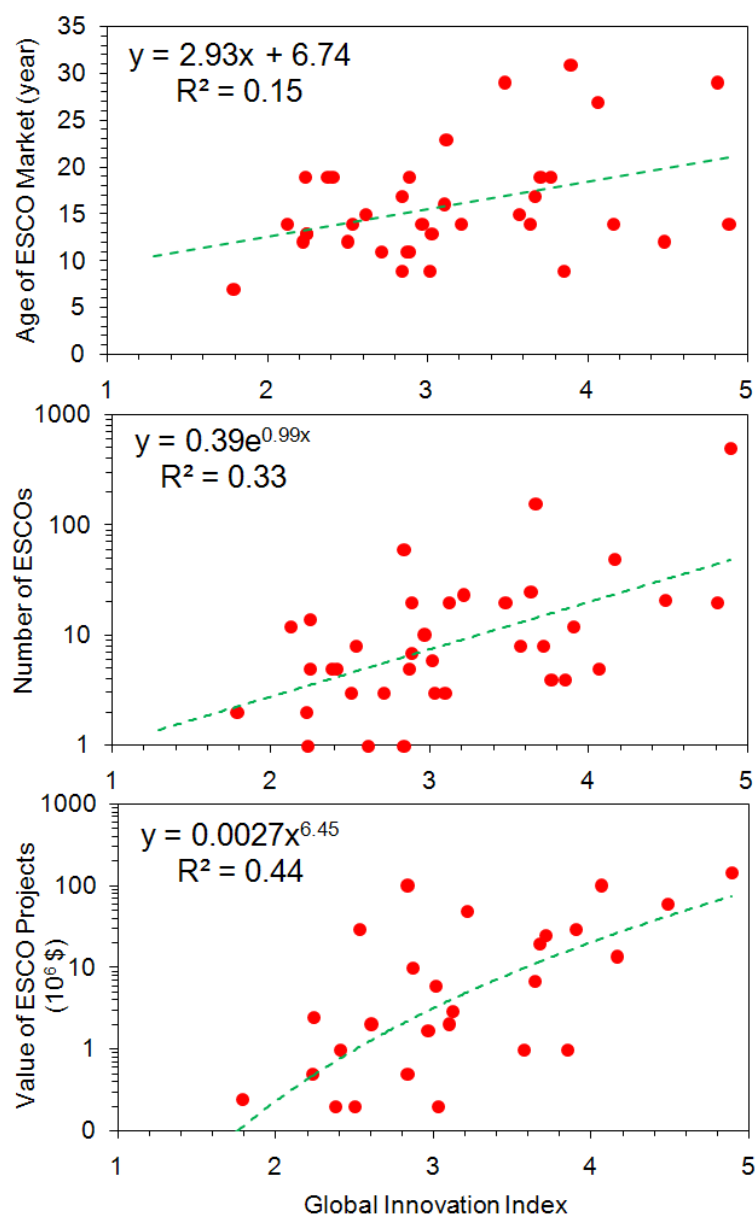 35
30
25
20
15
10
5
0
Age of ESCO Market (year)
y = 2.93x + 6.74
R² = 0.15
1 2 3 4 5
1000
100
10
1
Number of ESCOs
y = 0.39e^0.99x
R² = 0.33
1 2 3 4 5
1000
100
10
1
0
Value of ESCO Projects
(10⁶ $)
y = 0.0027x^6.45
R² = 0.44
1 2 3 4 5
Global Innovation Index